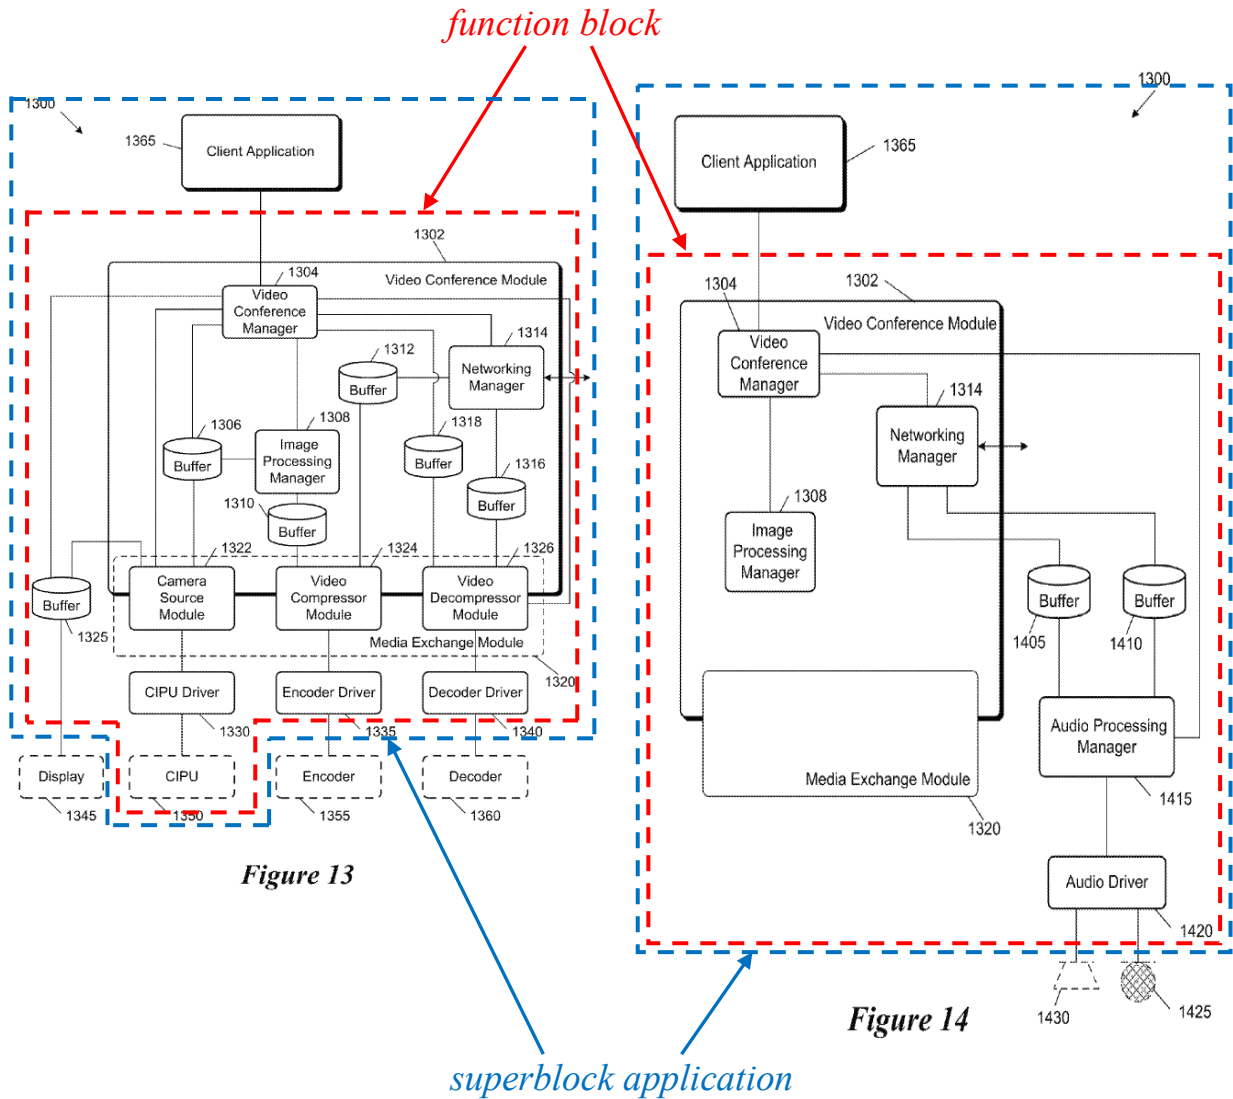 function block
1300
1365
Client Application
1302
Video Conference Module
1304
Video
Conference
Manager
1314
Networking
Manager
1312
Buffer
1308
Image
Processing
Manager
1306
Buffer
1318
Buffer
1316
Buffer
1310
Buffer
1322
Camera
Source
Module
1324
Video
Compressor
Module
1326
Video
Decompressor
Module
Media Exchange Module
1320
Buffer
1325
CIPU Driver
1330
Encoder Driver
1335
Decoder Driver
1340
Display
1345
CIPU
1350
Encoder
1355
Decoder
1360
Figure 13
1300
Client Application
1365
1302
Video Conference Module
1304
Video
Conference
Manager
1314
Networking
Manager
1308
Image
Processing
Manager
Buffer
1405
Buffer
1410
Audio Processing
Manager
1415
Media Exchange Module
1320
Audio Driver
1420
1430
1425
Figure 14
superblock application